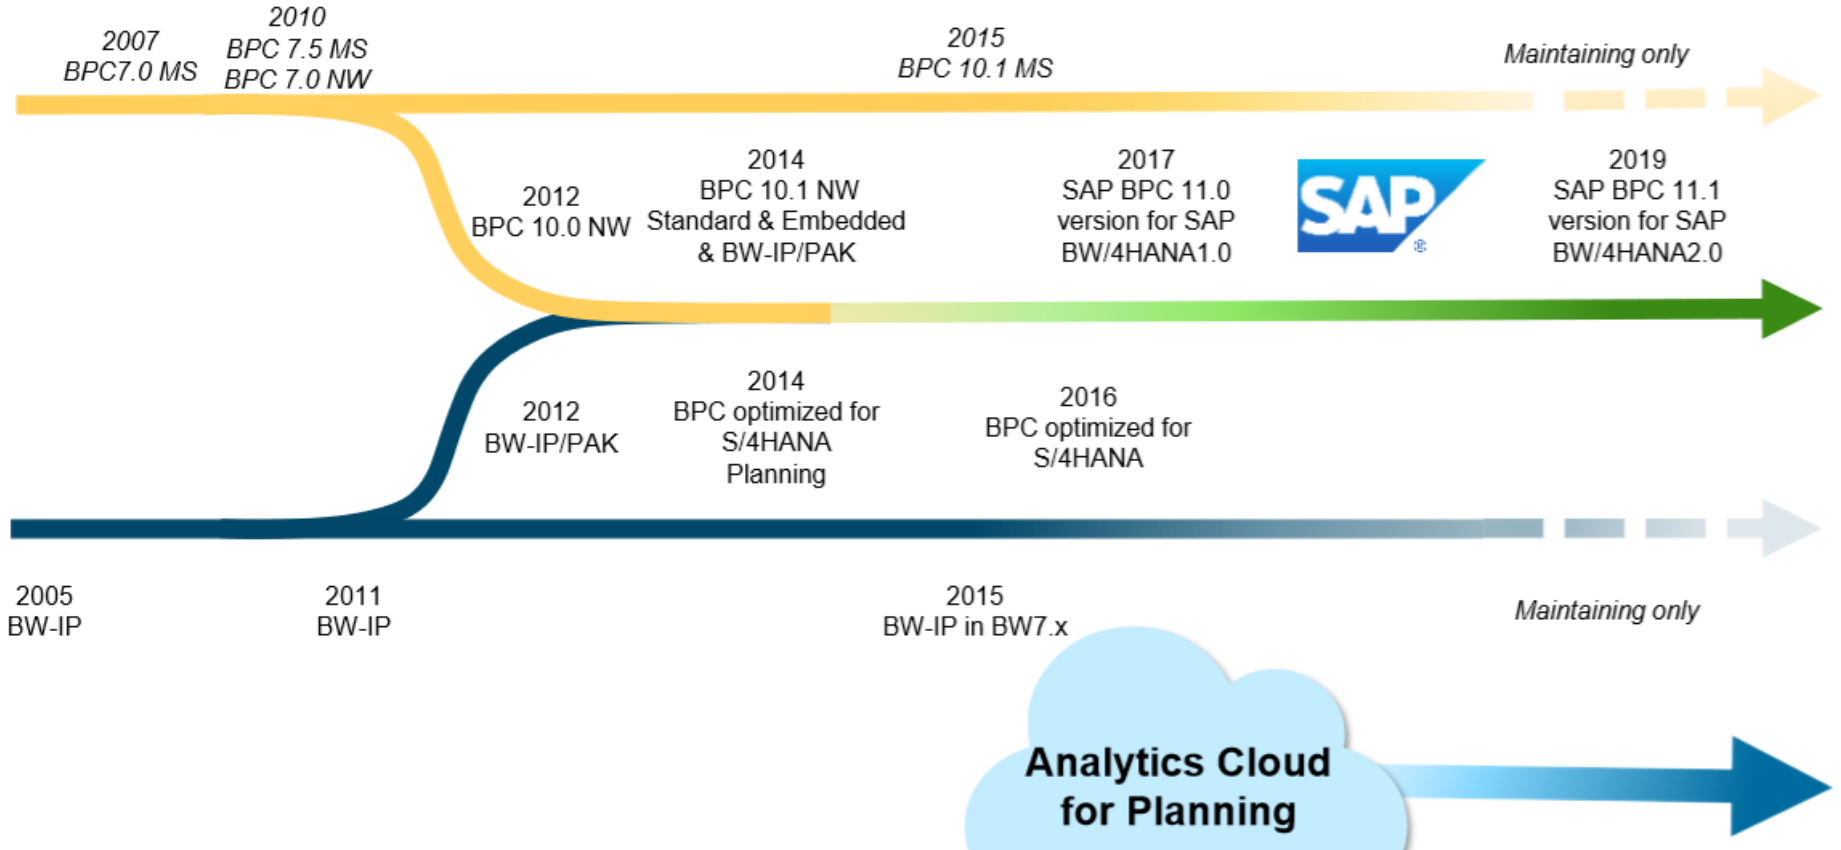 2007
BPC7.0 MS
2010
BPC 7.5 MS
BPC 7.0 NW
2015
BPC 10.1 MS
Maintaining only
2012
BPC 10.0 NW
2014
BPC 10.1 NW
Standard & Embedded
& BW-IP/PAK
2017
SAP BPC 11.0
version for SAP
BW/4HANA1.0
SAP
®
2019
SAP BPC 11.1
version for SAP
BW/4HANA2.0
2012
BW-IP/PAK
2014
BPC optimized for
S/4HANA
Planning
2016
BPC optimized for
S/4HANA
2005
BW-IP
2011
BW-IP
2015
BW-IP in BW7.x
Maintaining only
Analytics Cloud
for Planning